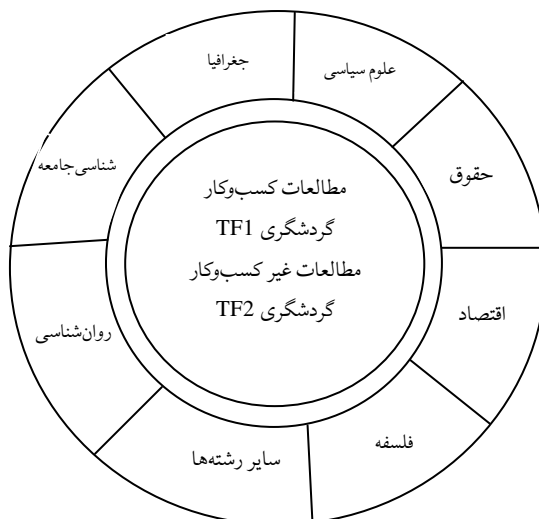 جغرافیا
علوم سیاسی
حقوق
شناسی‌جامعه
مطالعات کسب‌وکار
گردشگری TF1
مطالعات غیر کسب‌وکار
گردشگری TF2
اقتصاد
روان‌شناسی
فلسفه
سایر رشته‌ها